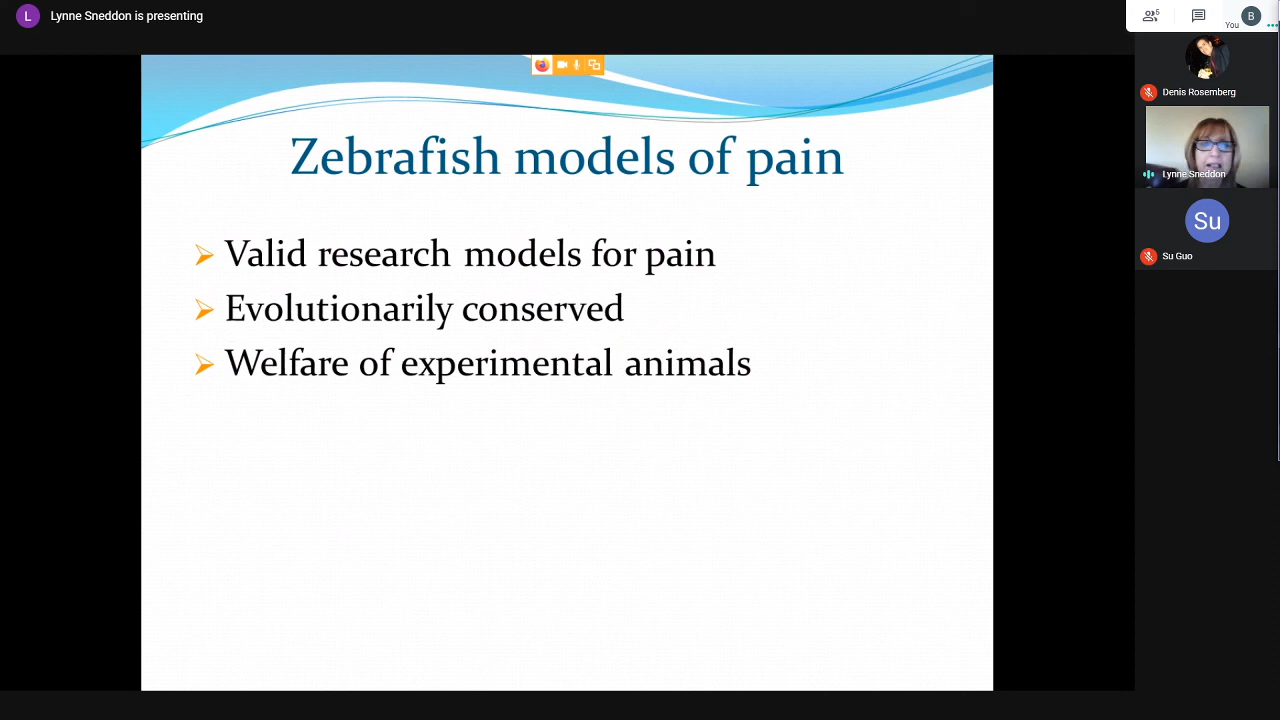 L
Lynne Sneddon is presenting
5
You
B
Denis Rosemberg
Lynne Sneddon
Su
Su Guo
Zebrafish models of pain
Valid research models for pain
Evolutionarily conserved
Welfare of experimental animals